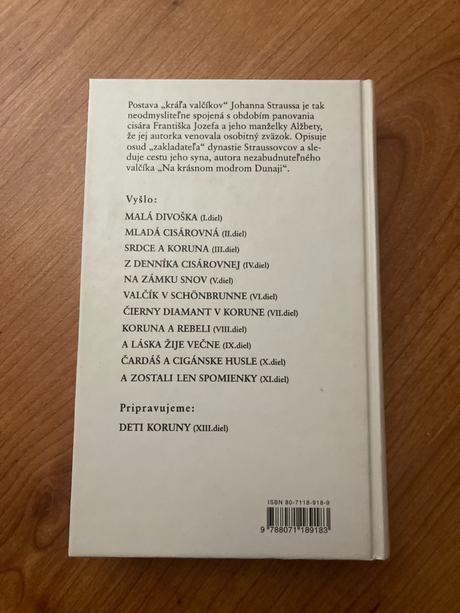 Postava „kráľa valčíkov“ Johanna Straussa je tak
neodmysliteľne spojená s obdobím panovania
cisára Františka Jozefa a jeho manželky Alžbety,
že jej autorka venovala osobitný zväzok. Opisuje
osud „zakladateľa“ dynastie Straussovcov a sle-
duje cestu jeho syna, autora nezabudnuteľného
valčíka „Na krásnom modrom Dunaji“.
Vyšlo:
MALÁ DIVOŠKA (I.diel)
MLADÁ CISÁROVNÁ (II.diel)
SRDCE A KORUNA (III.diel)
Z DENNÍKA CISÁROVNEJ (IV.diel)
NA ZÁMKU SNOV (V.diel)
VALČÍK V SCHÖNBRUNNE (VI.diel)
ČIERNY DIAMANT V KORUNE (VII.diel)
KORUNA A REBELI (VIII.diel)
A LÁSKA ŽIJE VEČNE (IX.diel)
ČARDÁŠ A CIGÁNSKE HUSLE (X.diel)
A ZOSTALI LEN SPOMIENKY (XI.diel)
Pripravujeme:
DETI KORUNY (XIII.diel)
ISBN 80-7118-918-9
9 788071 189183